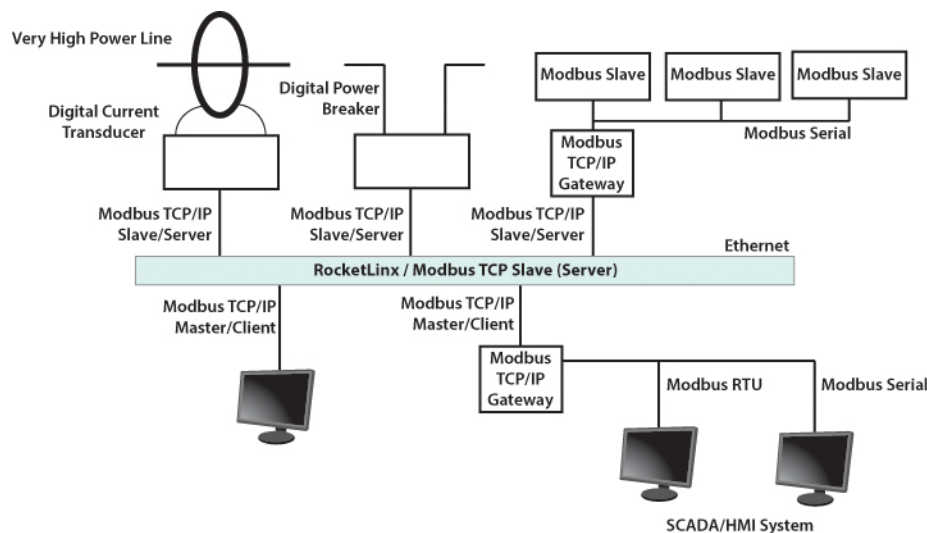 Very High Power Line
Digital Current
Transducer
Digital Power
Breaker
Modbus Slave
Modbus Slave
Modbus Slave
Modbus Serial
Modbus
TCP/IP
Gateway
Modbus TCP/IP
Slave/Server
Modbus TCP/IP
Slave/Server
Modbus TCP/IP
Slave/Server
Ethernet
RocketLinx / Modbus TCP Slave (Server)
Modbus TCP/IP
Master/Client
Modbus TCP/IP
Master/Client
Modbus
TCP/IP
Gateway
Modbus RTU
Modbus Serial
SCADA/HMI System